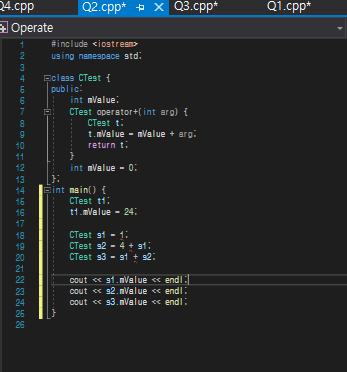 Q4.cpp Q2.cpp* Q3.cpp* Q1.cpp*
Operate
1 #include <iostream>
2 using namespace std;
3
4 class CTest {
5 public:
6 int mValue;
7 CTest operator+(int arg) {
8 CTest t;
9 t.mValue = mValue + arg;
10 return t;
11 }
12 int mValue = 0;
13 };
14 int main() {
15 CTest t1;
16 t1.mValue = 24;
17
18 CTest s1 = 1;
19 CTest s2 = 4 + s1;
20 CTest s3 = s1 + s2;
21
22 cout << s1.mValue << endl;
23 cout << s2.mValue << endl;
24 cout << s3.mValue << endl;
25 }
26